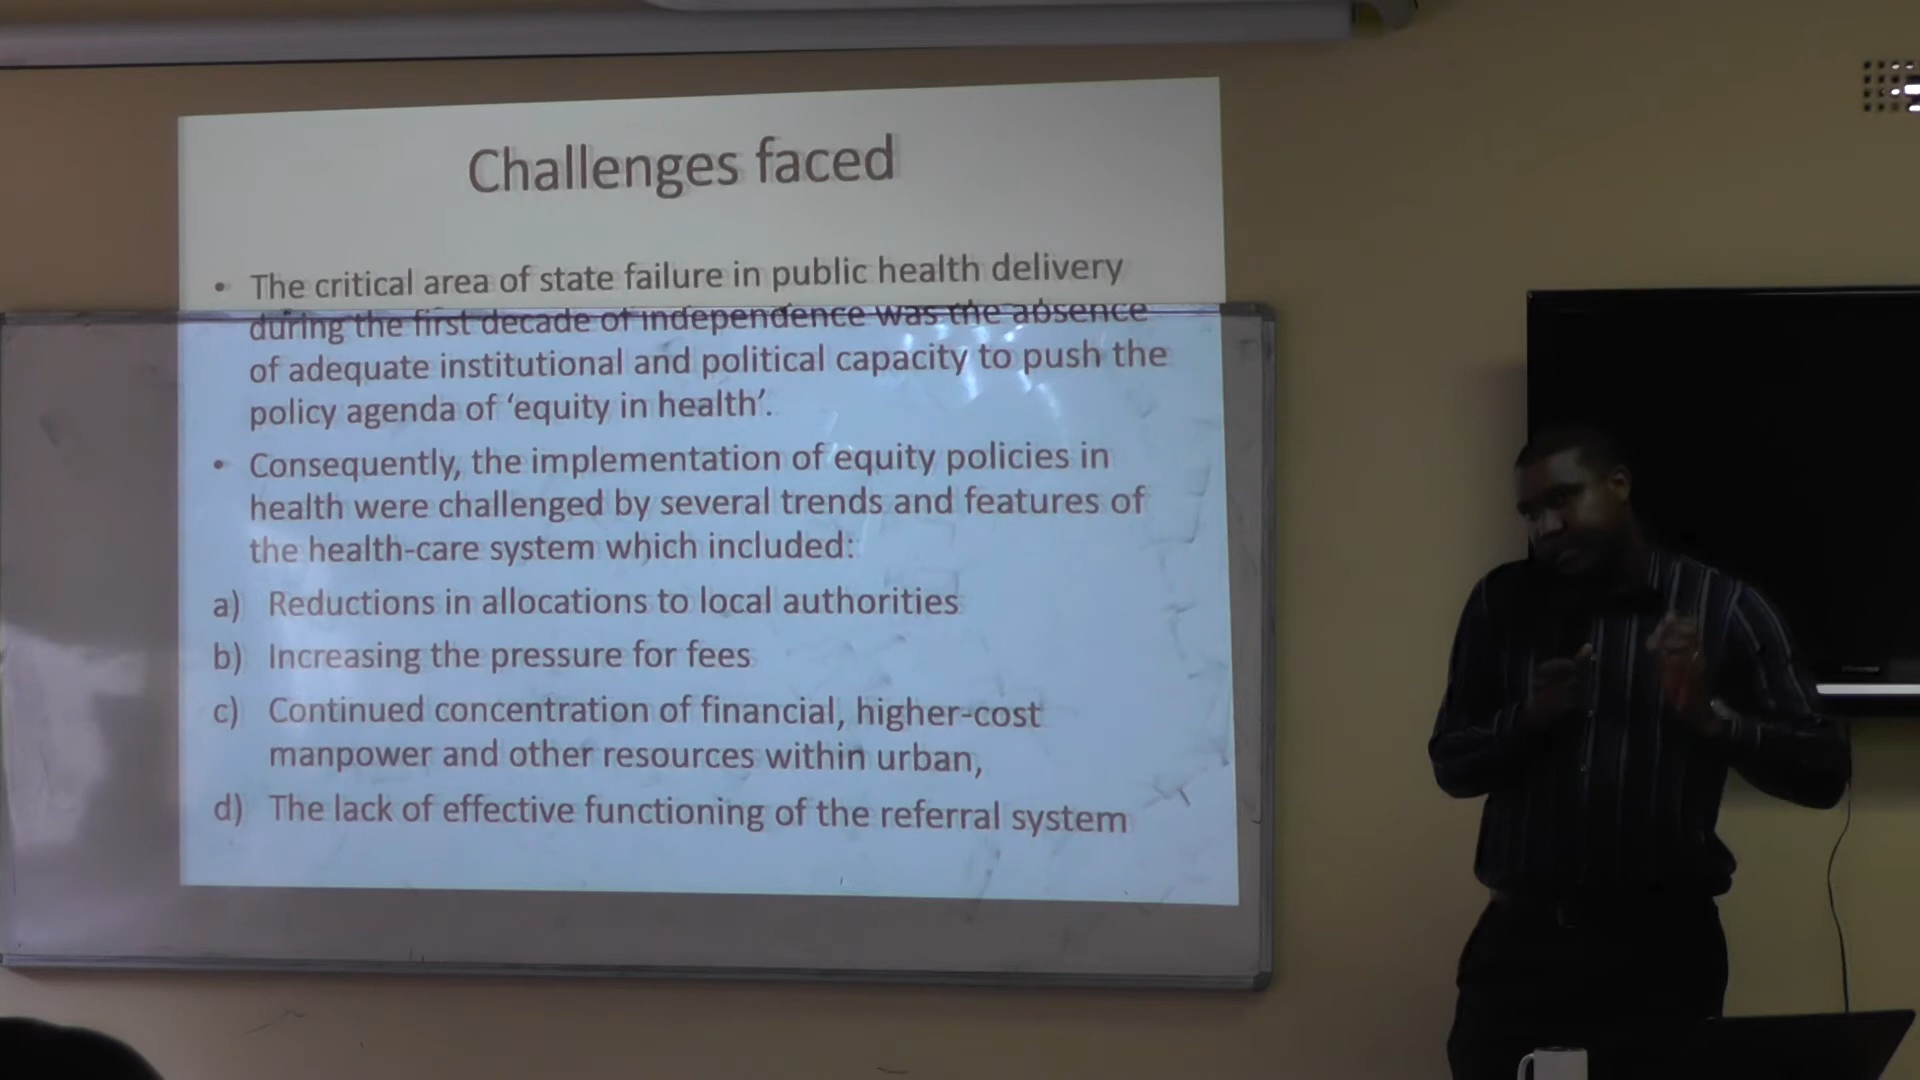 Challenges faced
• The critical area of state failure in public health delivery
during the first decade of independence was the absence
of adequate institutional and political capacity to push the
policy agenda of ‘equity in health’.
• Consequently, the implementation of equity policies in
health were challenged by several trends and features of
the health-care system which included:
a) Reductions in allocations to local authorities
b) Increasing the pressure for fees
c) Continued concentration of financial, higher-cost
manpower and other resources within urban,
d) The lack of effective functioning of the referral system